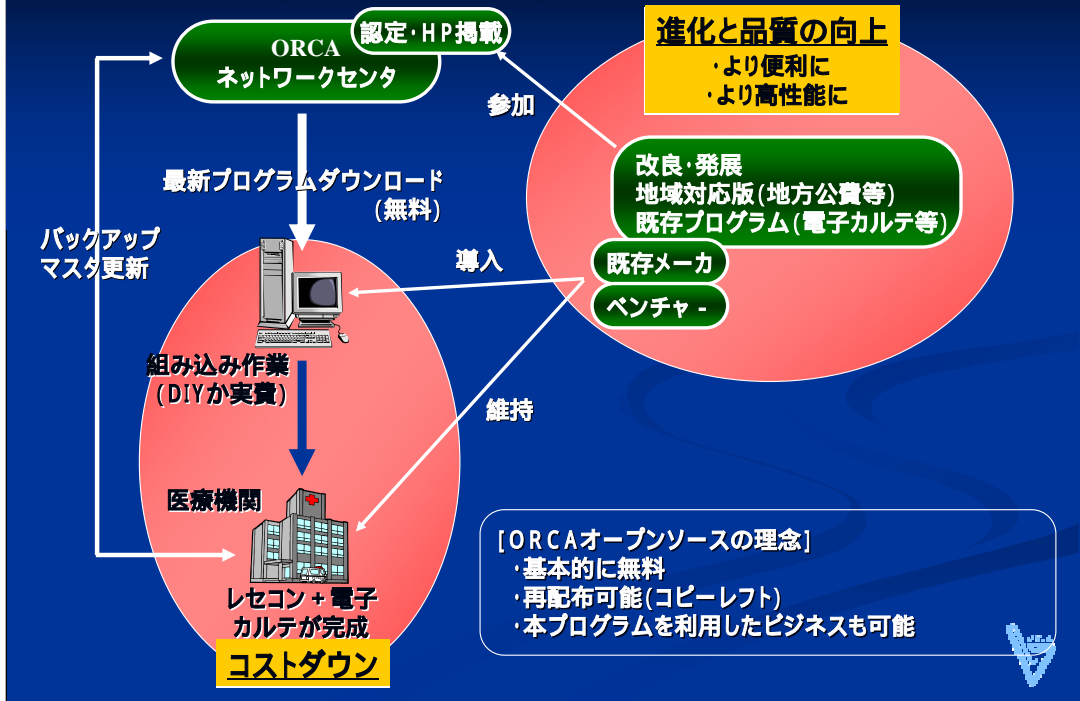 認定・HP掲載
ORCA
ネットワークセンタ
進化と品質の向上
・より便利に
・より高性能に
参加
改良・発展
地域対応版(地方公費等)
既存プログラム(電子カルテ等)
最新プログラムダウンロード
(無料)
バックアップ
マスタ更新
導入
既存メーカ
ベンチャ-
組み込み作業
(DIYか実費)
維持
医療機関
レセコン+電子
カルテが完成
コストダウン
[ORCAオープンソースの理念]
・基本的に無料
・再配布可能(コピーレフト)
・本プログラムを利用したビジネスも可能